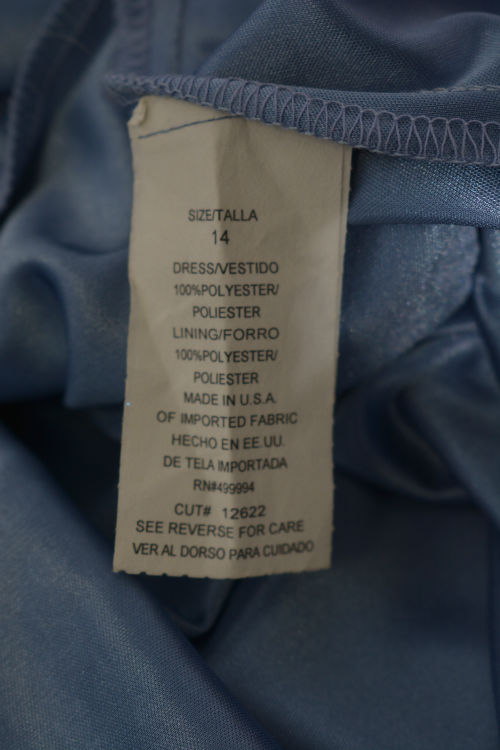 SIZE/TALLA
14
DRESS/VESTIDO
100%POLYESTER/
POLIESTER
LINING/FORRO
100%POLYESTER/
POLIESTER
MADE IN U.S.A.
OF IMPORTED FABRIC
HECHO EN EE.UU.
DE TELA IMPORTADA
RN#499994
CUT# 12622
SEE REVERSE FOR CARE
VER AL DORSO PARA CUIDADO